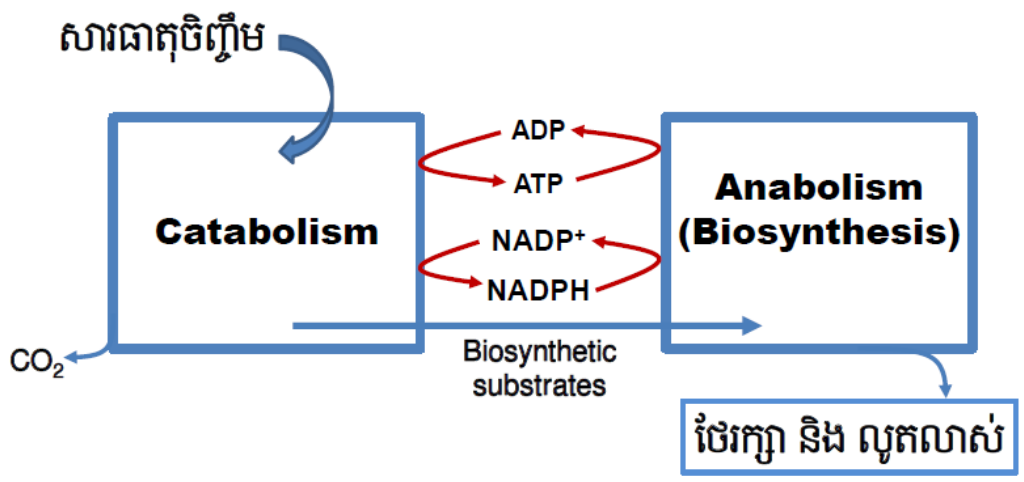 សារធាតុចិញ្ចឹម
ADP
ATP
Catabolism
NADP⁺
NADPH
Anabolism
(Biosynthesis)
CO₂
Biosynthetic
substrates
ថែរក្សា និង លូតលាស់